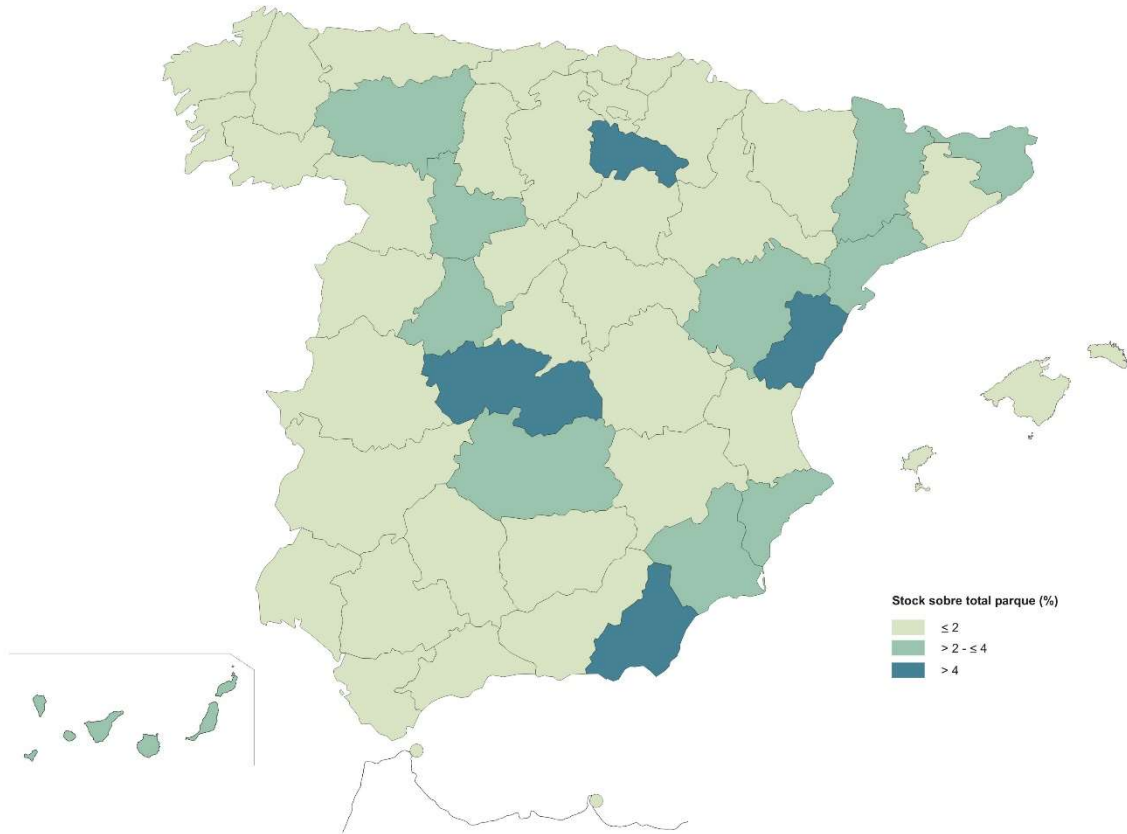 Stock sobre total parque (%)
≤ 2
> 2 - ≤ 4
> 4